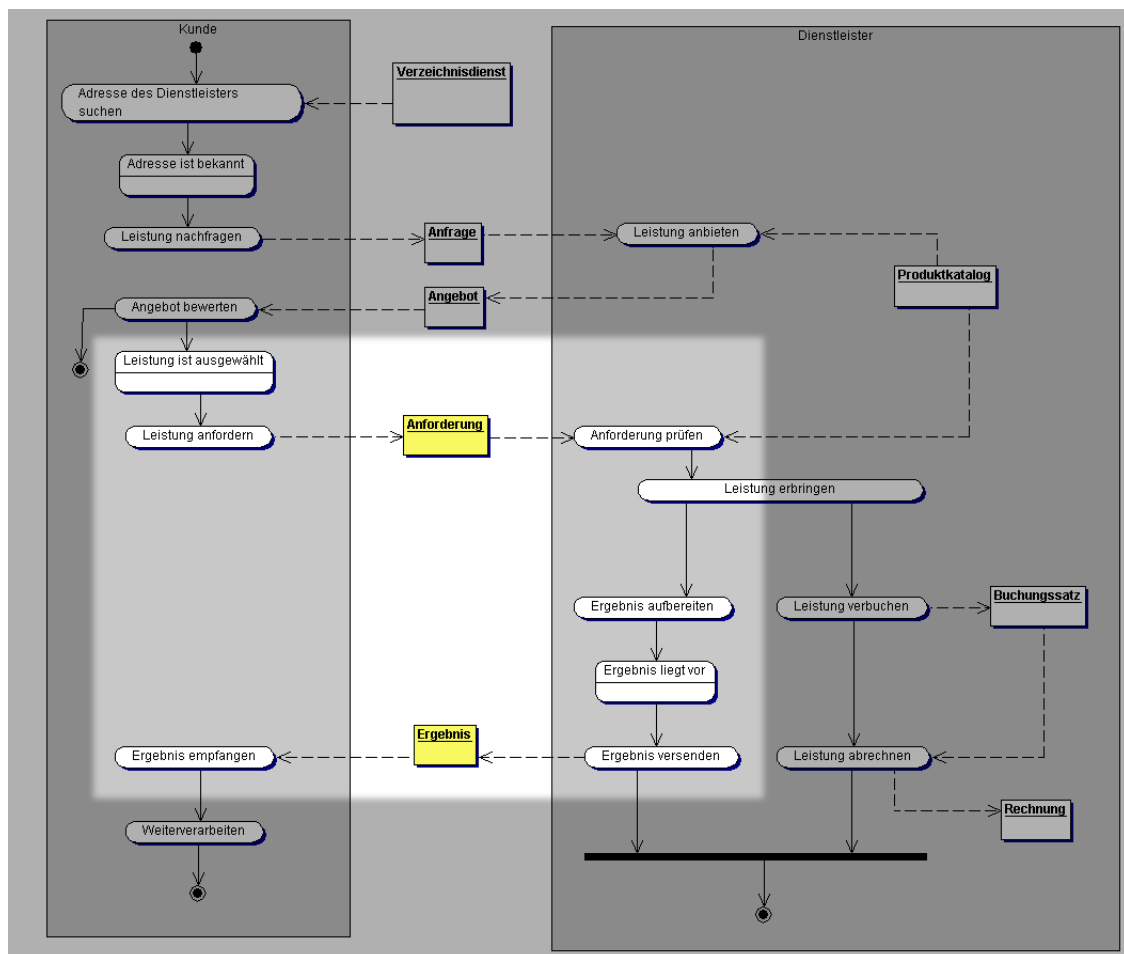 Kunde
Dienstleister
Verzeichnisdienst
Adresse des Dienstleisters
suchen
Adresse ist bekannt
Leistung nachfragen
Anfrage
Leistung anbieten
Produktkatalog
Angebot
Angebot bewerten
Leistung ist ausgewählt
Leistung anfordern
Anforderung
Anforderung prüfen
Leistung erbringen
Ergebnis aufbereiten
Leistung verbuchen
Buchungssatz
Ergebnis liegt vor
Ergebnis empfangen
Ergebnis
Ergebnis versenden
Leistung abrechnen
Rechnung
Weiterverarbeiten